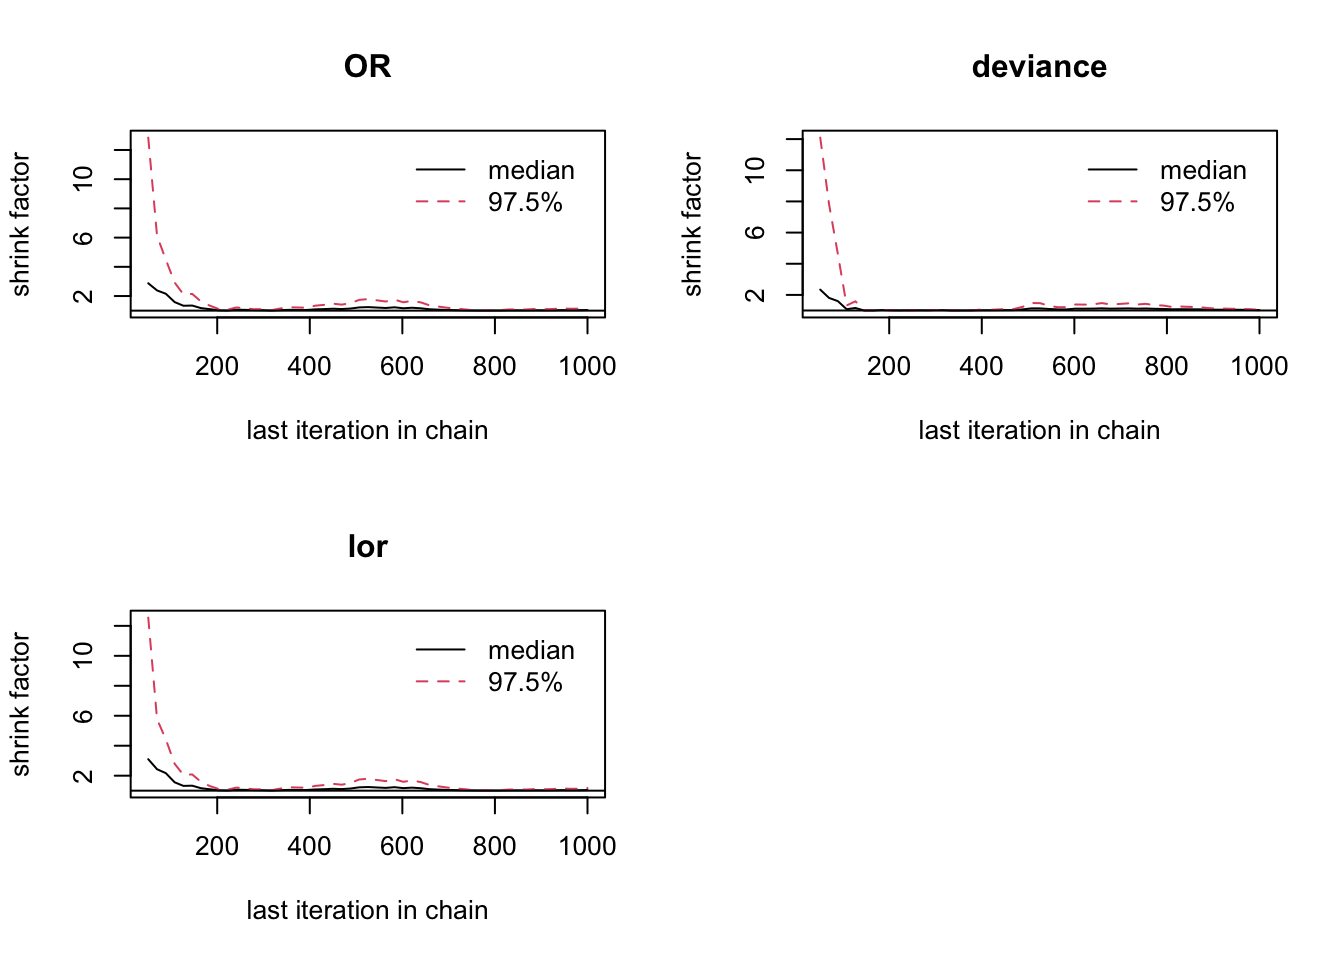 OR
shrink factor
2
6
10
median
97.5%
200 400 600 800 1000
last iteration in chain
deviance
shrink factor
2
6
10
median
97.5%
200 400 600 800 1000
last iteration in chain
lor
shrink factor
2
6
10
median
97.5%
200 400 600 800 1000
last iteration in chain